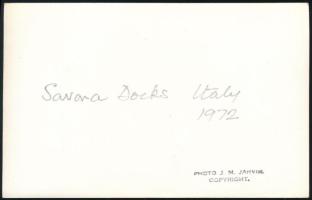 Savona Docks Italy
1972
PHOTO J. M. JARVIS
COPYRIGHT.